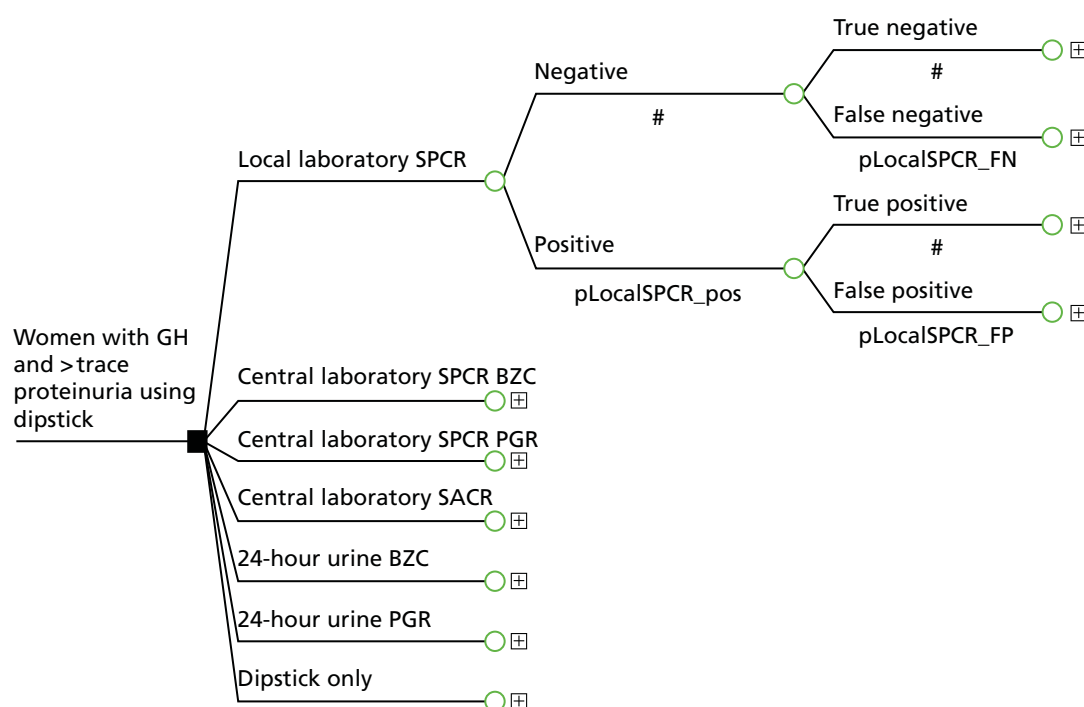 True negative
#
Negative
#
False negative
pLocalSPCR_FN
Local laboratory SPCR
True positive
#
Positive
pLocalSPCR_pos
False positive
pLocalSPCR_FP
Women with GH
and >trace
proteinuria using
dipstick
Central laboratory SPCR BZC
Central laboratory SPCR PGR
Central laboratory SACR
24-hour urine BZC
24-hour urine PGR
Dipstick only